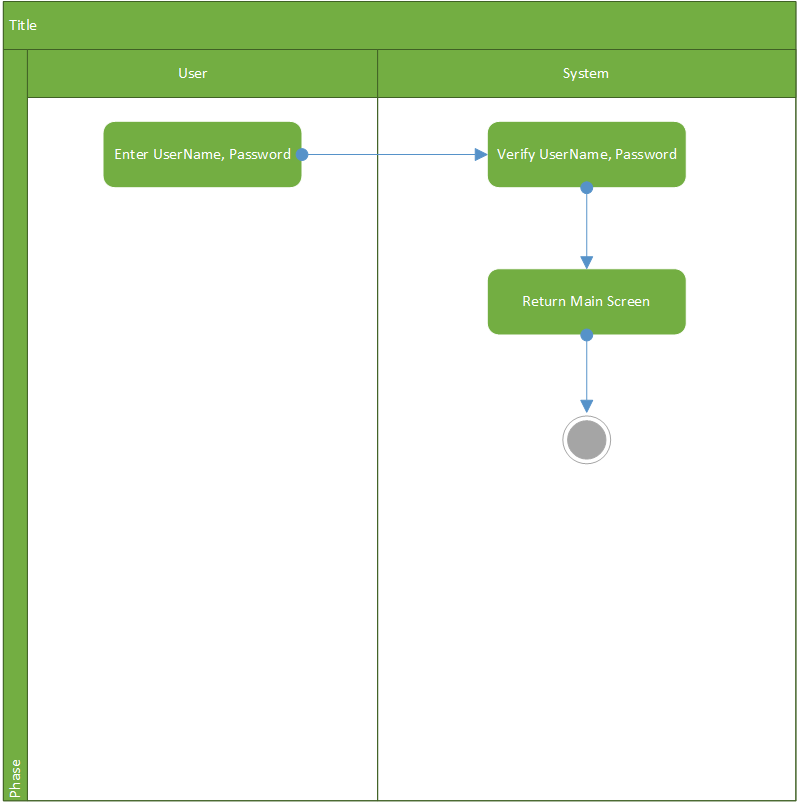 Title
User
System
Enter UserName, Password
Verify UserName, Password
Return Main Screen
Phase